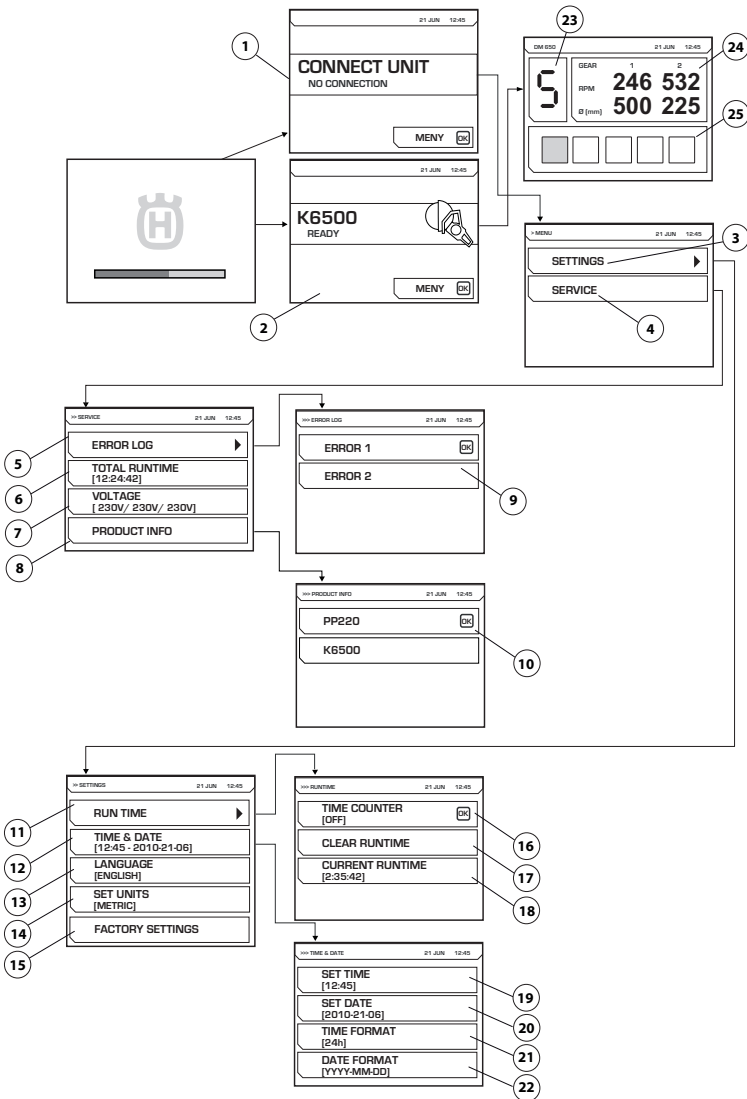 21 JUN 12:45
CONNECT UNIT
NO CONNECTION
MENY OK
1
21 JUN 12:45
K6500
READY
MENY OK
2
H
23
DM 650 21 JUN 12:45
5
GEAR 1 2
RPM 246 532
Ø [mm] 500 225
24
25
> MENU 21 JUN 12:45
SETTINGS
SERVICE
3
4
>> SERVICE 21 JUN 12:45
ERROR LOG
TOTAL RUNTIME
[12:24:42]
VOLTAGE
[ 230V/ 230V/ 230V]
PRODUCT INFO
5
6
7
8
>>> ERROR LOG 21 JUN 12:45
ERROR 1 OK
ERROR 2
9
>>> PRODUCT INFO 21 JUN 12:45
PP220 OK
K6500
10
>> SETTINGS 21 JUN 12:45
RUN TIME
TIME & DATE
[12:45 - 2010-21-06]
LANGUAGE
[ENGLISH]
SET UNITS
[METRIC]
FACTORY SETTINGS
11
12
13
14
15
>>> RUNTIME 21 JUN 12:45
TIME COUNTER
[OFF] OK
CLEAR RUNTIME
CURRENT RUNTIME
[2:35:42]
16
17
18
>>> TIME & DATE 21 JUN 12:45
SET TIME
[12:45]
SET DATE
[2010-21-06]
TIME FORMAT
[24h]
DATE FORMAT
[YYYY-MM-DD]
19
20
21
22